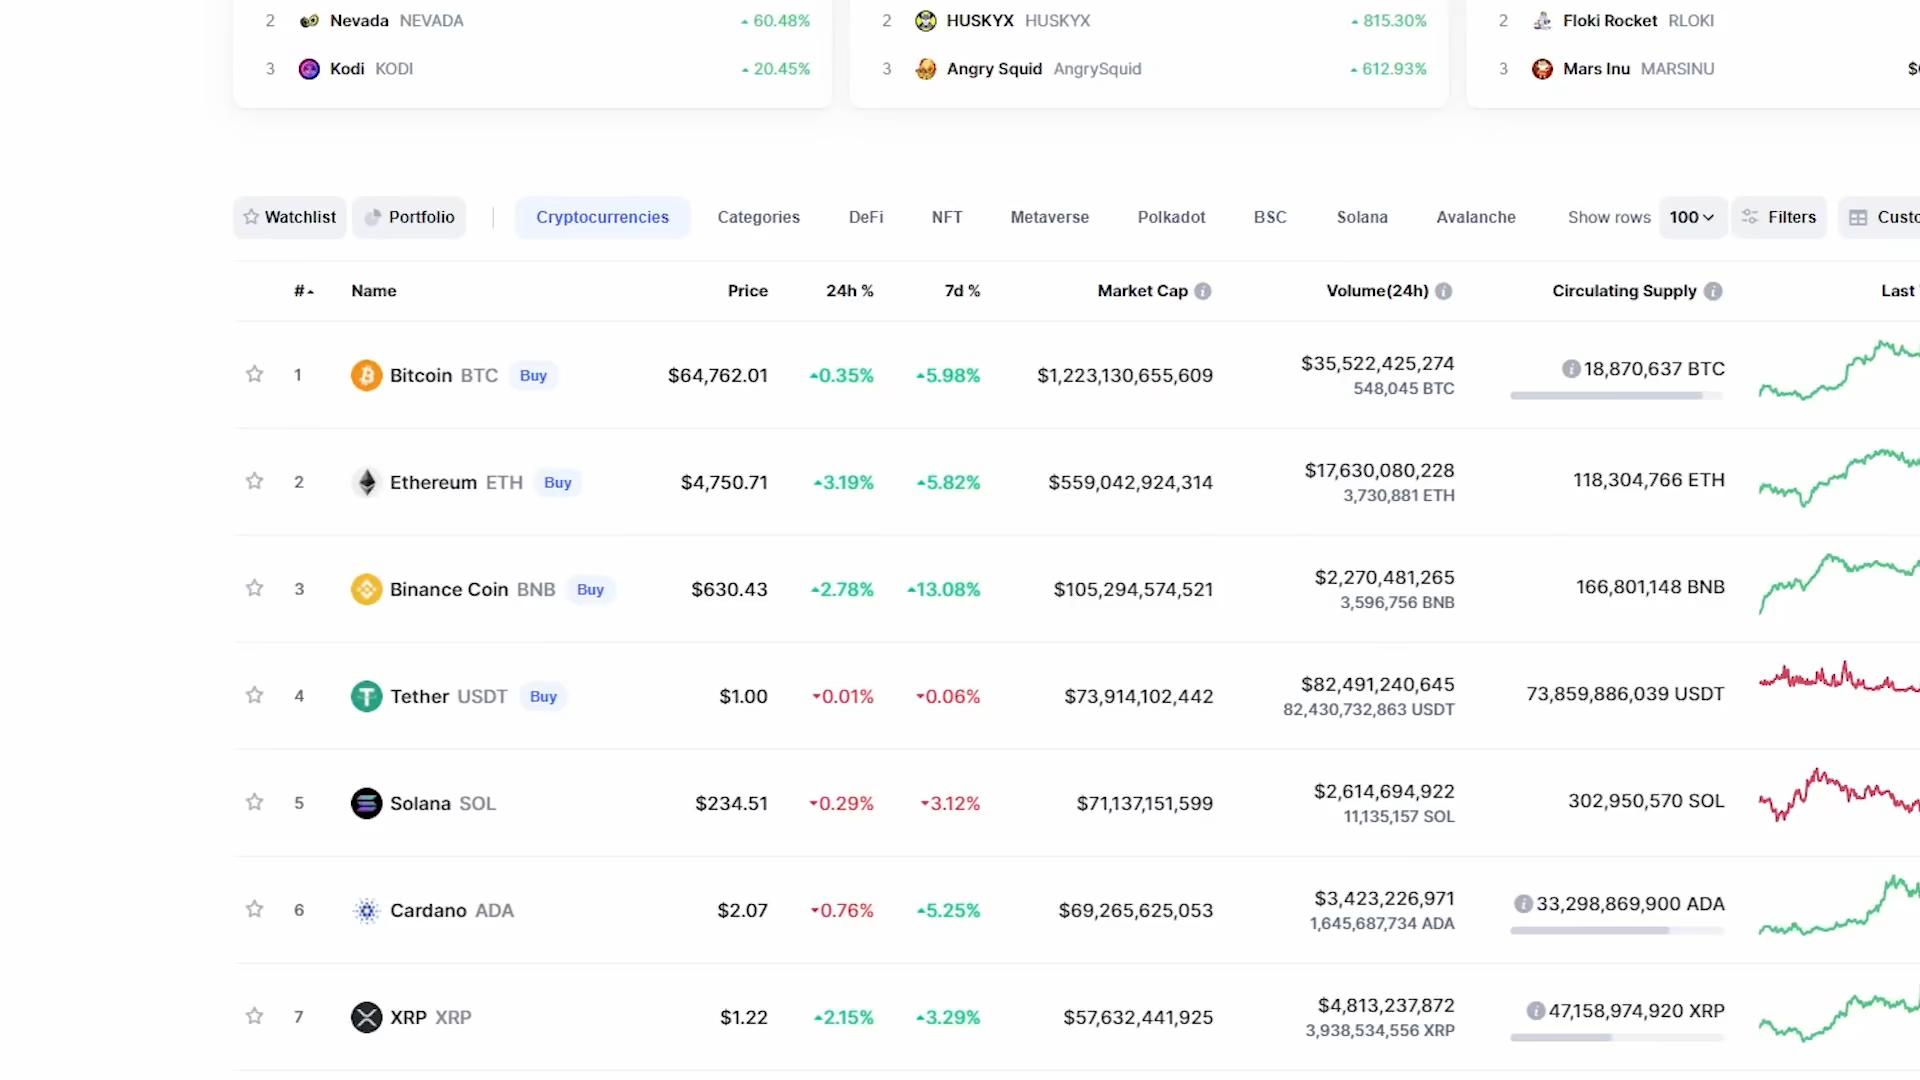 2 Nevada NEVADA 60.48% 2 HUSKYX HUSKYX 815.30% 2 Floki Rocket RLOKI
3 Kodi KODI 20.45% 3 Angry Squid AngrySquid 612.93% 3 Mars Inu MARSINU
Watchlist Portfolio Cryptocurrencies Categories DeFi NFT Metaverse Polkadot BSC Solana Avalanche Show rows 100 Filters
# Name Price 24h % 7d % Market Cap Volume(24h) Circulating Supply Last
1 Bitcoin BTC Buy $64,762.01 0.35% 5.98% $1,223,130,655,609 $35,522,425,274 18,870,637 BTC
548,045 BTC
2 Ethereum ETH Buy $4,750.71 3.19% 5.82% $559,042,924,314 $17,630,080,228 118,304,766 ETH
3,730,881 ETH
3 Binance Coin BNB Buy $630.43 2.78% 13.08% $105,294,574,521 $2,270,481,265 166,801,148 BNB
3,596,756 BNB
4 Tether USDT Buy $1.00 0.01% 0.06% $73,914,102,442 $82,491,240,645 73,859,886,039 USDT
82,430,732,863 USDT
5 Solana SOL $234.51 0.29% 3.12% $71,137,151,599 $2,614,694,922 302,950,570 SOL
11,135,157 SOL
6 Cardano ADA $2.07 0.76% 5.25% $69,265,625,053 $3,423,226,971 33,298,869,900 ADA
1,645,687,734 ADA
7 XRP XRP $1.22 2.15% 3.29% $57,632,441,925 $4,813,237,872 47,158,974,920 XRP
3,938,534,556 XRP